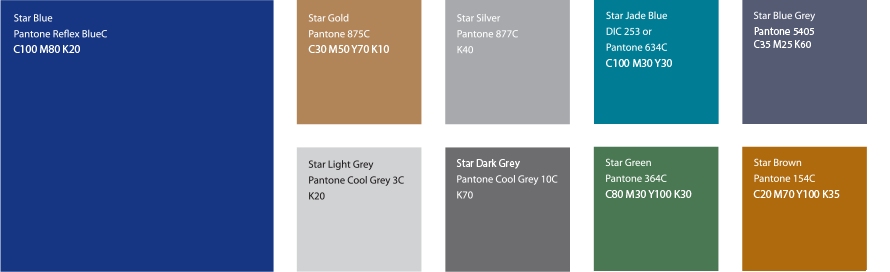 Star Blue
Pantone Reflex BlueC
C100 M80 K20
Star Gold
Pantone 875C
C30 M50 Y70 K10
Star Silver
Pantone 877C
K40
Star Jade Blue
DIC 253 or
Pantone 634C
C100 M30 Y30
Star Blue Grey
Pantone 5405
C35 M25 K60
Star Light Grey
Pantone Cool Grey 3C
K20
Star Dark Grey
Pantone Cool Grey 10C
K70
Star Green
Pantone 364C
C80 M30 Y100 K30
Star Brown
Pantone 154C
C20 M70 Y100 K35